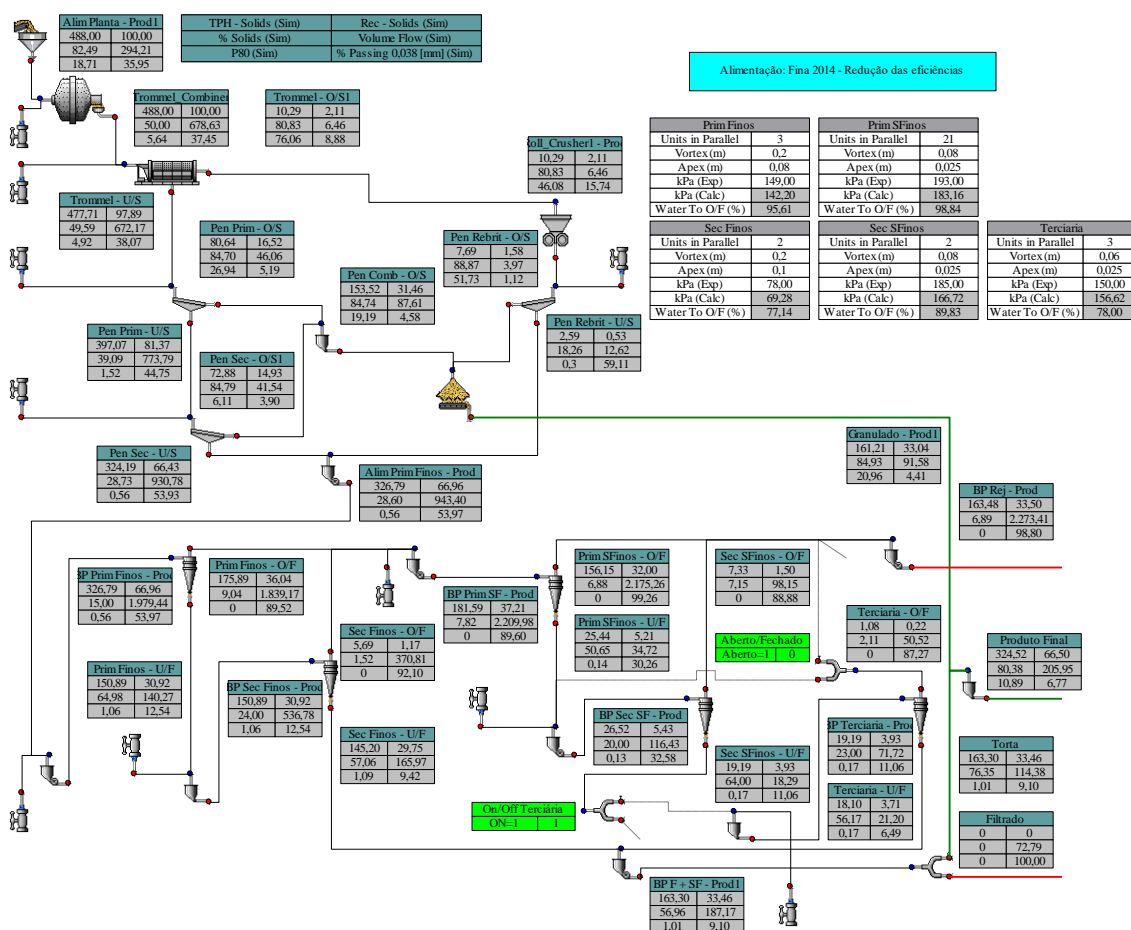 Alim Planta - Prod1
488,00 100,00
82,49 294,21
18,71 35,95
TPH - Solids (Sim) Rec - Solids (Sim)
% Solids (Sim) Volume Flow (Sim)
P80 (Sim) % Passing 0,038 [mm] (Sim)
Alimentação: Fina 2014 - Redução das eficiências
Trommel_Combiner
488,00 100,00
50,00 678,63
5,64 37,45
Trommel - O/S1
10,29 2,11
80,83 6,46
76,06 8,88
oll_Crusher1 - Pro
10,29 2,11
80,83 6,46
46,08 15,74
Prim Finos
Units in Parallel 3
Vortex (m) 0,2
Apex (m) 0,08
kPa (Exp) 149,00
kPa (Calc) 142,20
Water To O/F (%) 95,61
Prim SFinos
Units in Parallel 21
Vortex (m) 0,08
Apex (m) 0,025
kPa (Exp) 193,00
kPa (Calc) 183,16
Water To O/F (%) 98,84
Trommel - U/S
477,71 97,89
49,59 672,17
4,92 38,07
Pen Prim - O/S
80,64 16,52
84,70 46,06
26,94 5,19
Pen Rebrit - O/S
7,69 1,58
88,87 3,97
51,73 1,12
Sec Finos
Units in Parallel 2
Vortex (m) 0,2
Apex (m) 0,1
kPa (Exp) 78,00
kPa (Calc) 69,28
Water To O/F (%) 77,14
Sec SFinos
Units in Parallel 2
Vortex (m) 0,08
Apex (m) 0,025
kPa (Exp) 185,00
kPa (Calc) 166,72
Water To O/F (%) 89,83
Terciaria
Units in Parallel 3
Vortex (m) 0,06
Apex (m) 0,025
kPa (Exp) 150,00
kPa (Calc) 156,62
Water To O/F (%) 78,00
Pen Comb - O/S
153,52 31,46
84,74 87,61
19,19 4,58
Pen Prim - U/S
397,07 81,37
39,09 773,79
1,52 44,75
Pen Rebrit - U/S
2,59 0,53
18,26 12,62
0,3 59,11
Pen Sec - O/S1
72,88 14,93
84,79 41,54
6,11 3,90
Pen Sec - U/S
324,19 66,43
28,73 930,78
0,56 53,93
Alim Prim Finos - Prod
326,79 66,96
28,60 943,40
0,56 53,97
Granulado - Prod1
161,21 33,04
84,93 91,58
20,96 4,41
BP Rej - Prod
163,48 33,50
6,89 2.273,41
0 98,80
BP Prim Finos - Prod
326,79 66,96
15,00 1.979,44
0,56 53,97
Prim Finos - O/F
175,89 36,04
9,04 1.839,17
0 89,52
BP Prim SF - Prod
181,59 37,21
7,82 2.209,98
0 89,60
Prim SFinos - O/F
156,15 32,00
6,88 2.175,26
0 99,26
Sec SFinos - O/F
7,33 1,50
7,15 98,15
0 88,88
Prim SFinos - U/F
25,44 5,21
50,65 34,72
0,14 30,26
Terciaria - O/F
1,08 0,22
2,11 50,52
0 87,27
Sec Finos - O/F
5,69 1,17
1,52 370,81
0 92,10
Aberto/Fechado
Aberto=1 0
Produto Final
324,52 66,50
80,38 205,95
10,89 6,77
Prim Finos - U/F
150,89 30,92
64,98 140,27
1,06 12,54
BP Sec Finos - Prod
150,89 30,92
24,00 536,78
1,06 12,54
BP Sec SF - Prod
26,52 5,43
20,00 116,43
0,13 32,58
BP Terciaria - Prod
19,19 3,93
23,00 71,72
0,17 11,06
Sec Finos - U/F
145,20 29,75
57,06 165,97
1,09 9,42
Sec SFinos - U/F
19,19 3,93
64,00 18,29
0,17 11,06
Torta
163,30 33,46
76,35 114,38
1,01 9,10
Terciaria - U/F
18,10 3,71
56,17 21,20
0,17 6,49
On/Off Terciária
ON=1 1
Filtrado
0 0
0 72,79
0 100,00
BP F + SF - Prod1
163,30 33,46
56,96 187,17
1,01 9,10